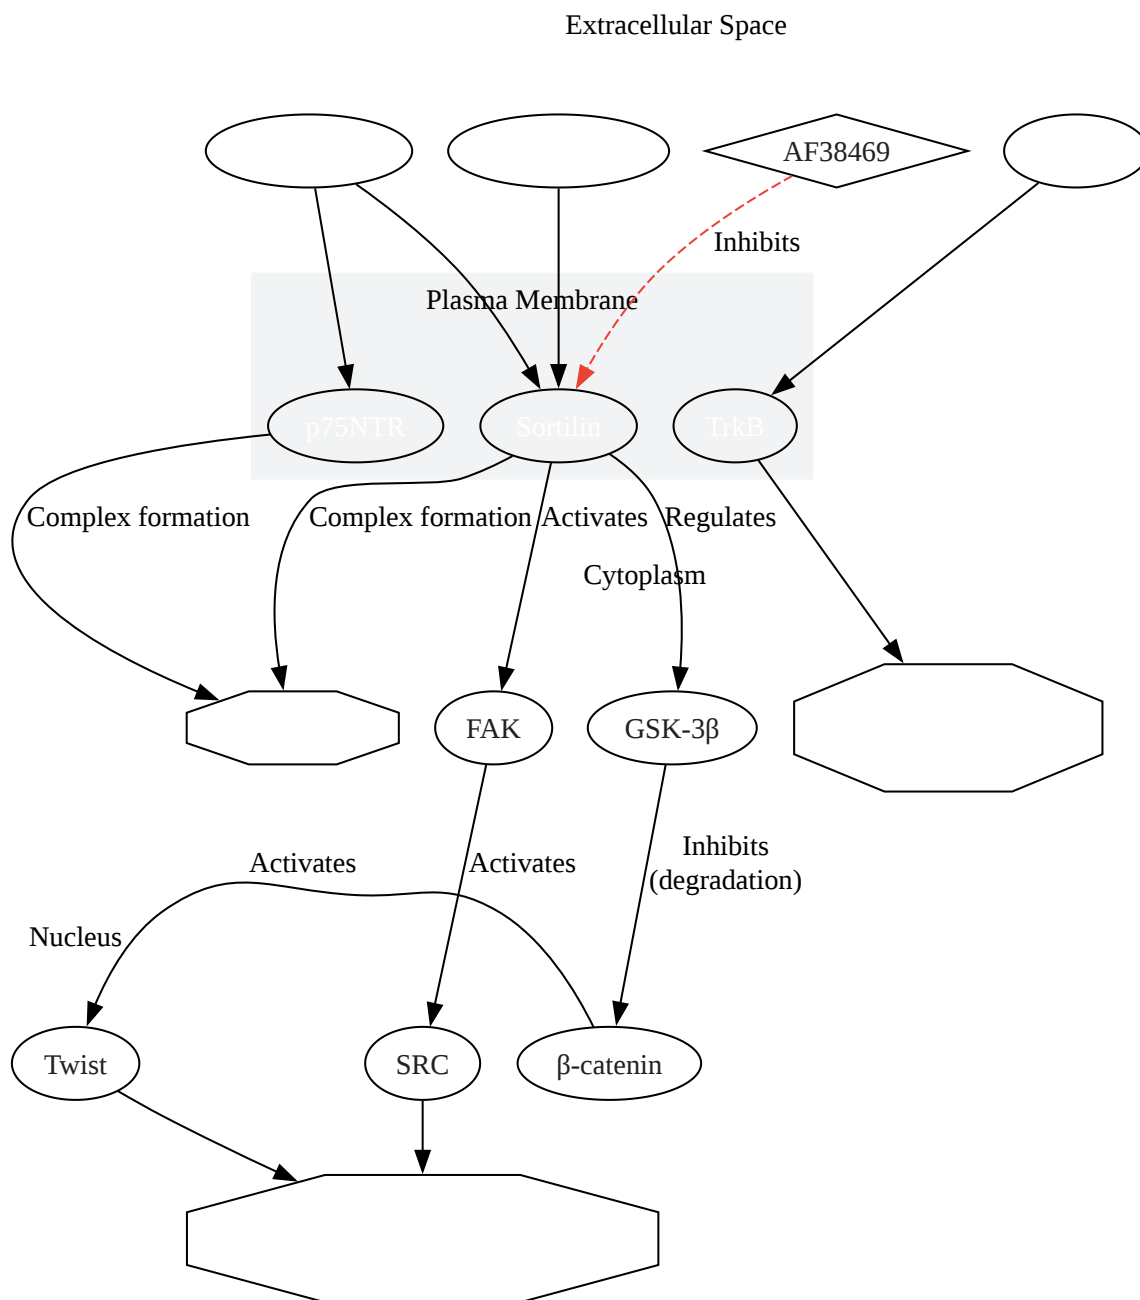 Extracellular Space
AF38469
Inhibits
Plasma Membrane
p75NTR
Sortilin
TrkB
Complex formation
Complex formation
Activates
Regulates
Cytoplasm
FAK
GSK-3β
Activates
Activates
Inhibits
(degradation)
Nucleus
Twist
SRC
β-catenin